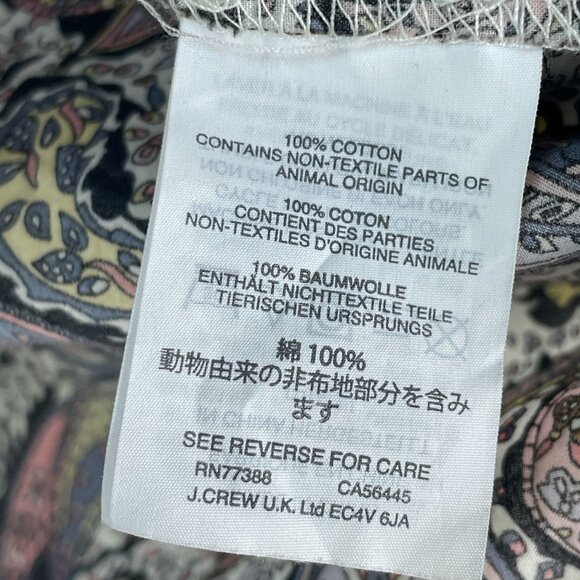 100% COTTON
CONTAINS NON-TEXTILE PARTS OF
ANIMAL ORIGIN
100% COTON
CONTIENT DES PARTIES
NON-TEXTILES D'ORIGINE ANIMALE
100% BAUMWOLLE
ENTHÄLT NICHTTEXTILE TEILE
TIERISCHEN URSPRUNGS
綿 100%
動物由来の非布地部分を含み
ます
SEE REVERSE FOR CARE
RN77388 CA56445
J.CREW U.K. Ltd EC4V 6JA